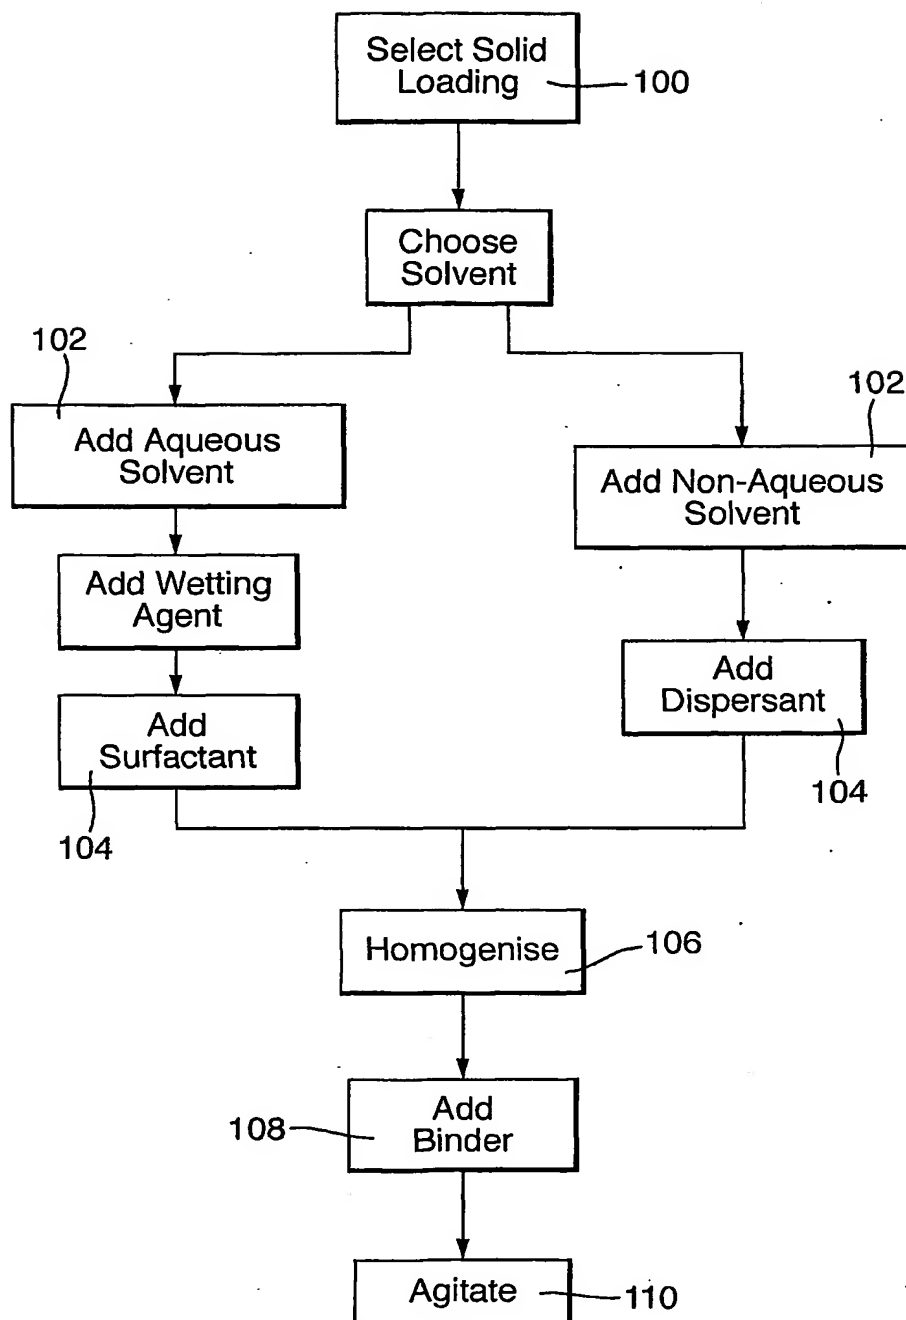 Select Solid
Loading
100
Choose
Solvent
102
Add Aqueous
Solvent
102
Add Non-Aqueous
Solvent
Add Wetting
Agent
Add
Surfactant
104
Add
Dispersant
104
Homogenise
106
108
Add
Binder
Agitate
110